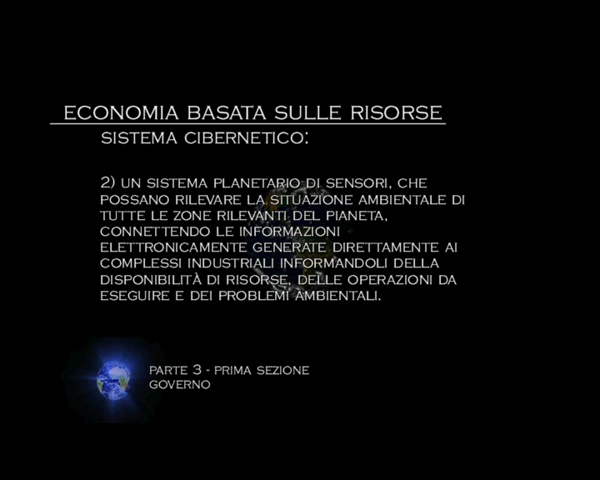 ECONOMIA BASATA SULLE RISORSE
SISTEMA CIBERNETICO:
2) UN SISTEMA PLANETARIO DI SENSORI, CHE
POSSANO RILEVARE LA SITUAZIONE AMBIENTALE DI
TUTTE LE ZONE RILEVANTI DEL PIANETA,
CONNETTENDO LE INFORMAZIONI
ELETTRONICAMENTE GENERATE DIRETTAMENTE AI
COMPLESSI INDUSTRIALI INFORMANDOLI DELLA
DISPONIBILITÀ DI RISORSE, DELLE OPERAZIONI DA
ESEGUIRE E DEI PROBLEMI AMBIENTALI.
PARTE 3 - PRIMA SEZIONE
GOVERNO